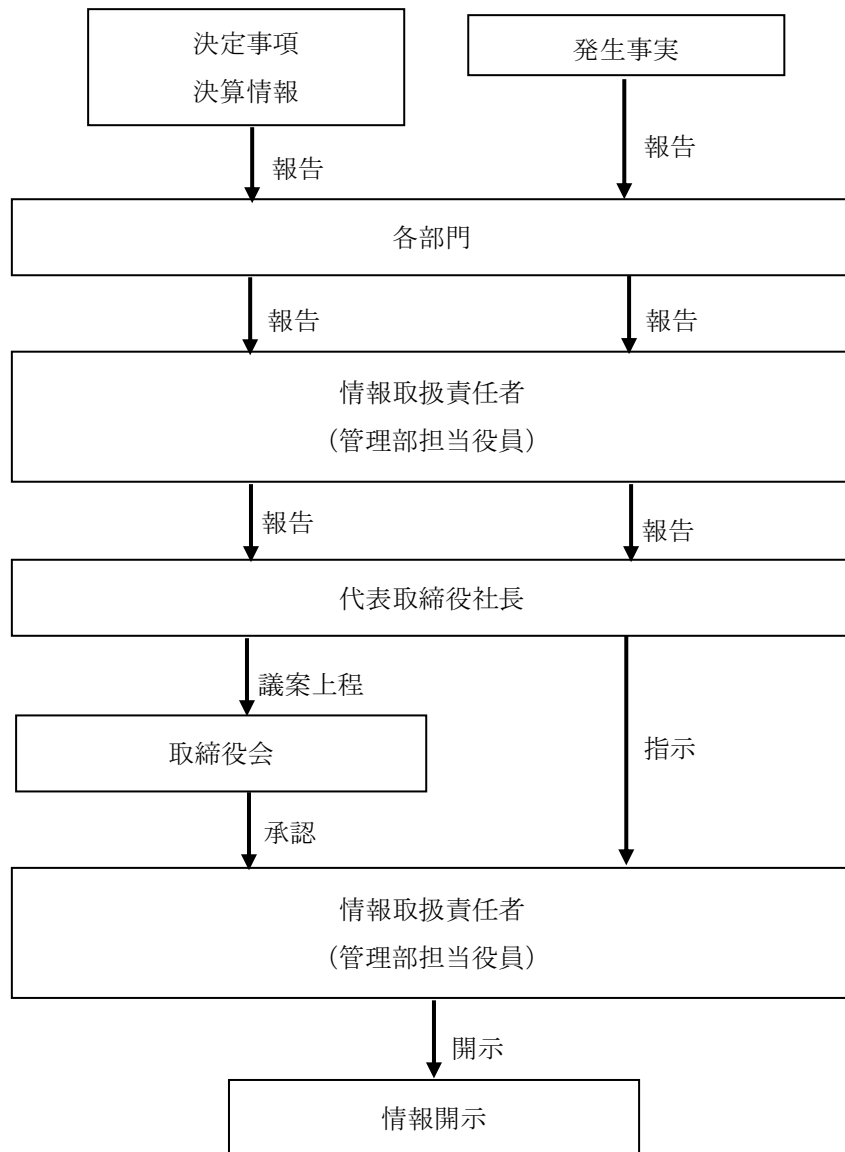 決定事項
決算情報
発生事実
報告
報告
各部門
報告
報告
情報取扱責任者
（管理部担当役員）
報告
報告
代表取締役社長
議案上程
取締役会
指示
承認
情報取扱責任者
（管理部担当役員）
開示
情報開示